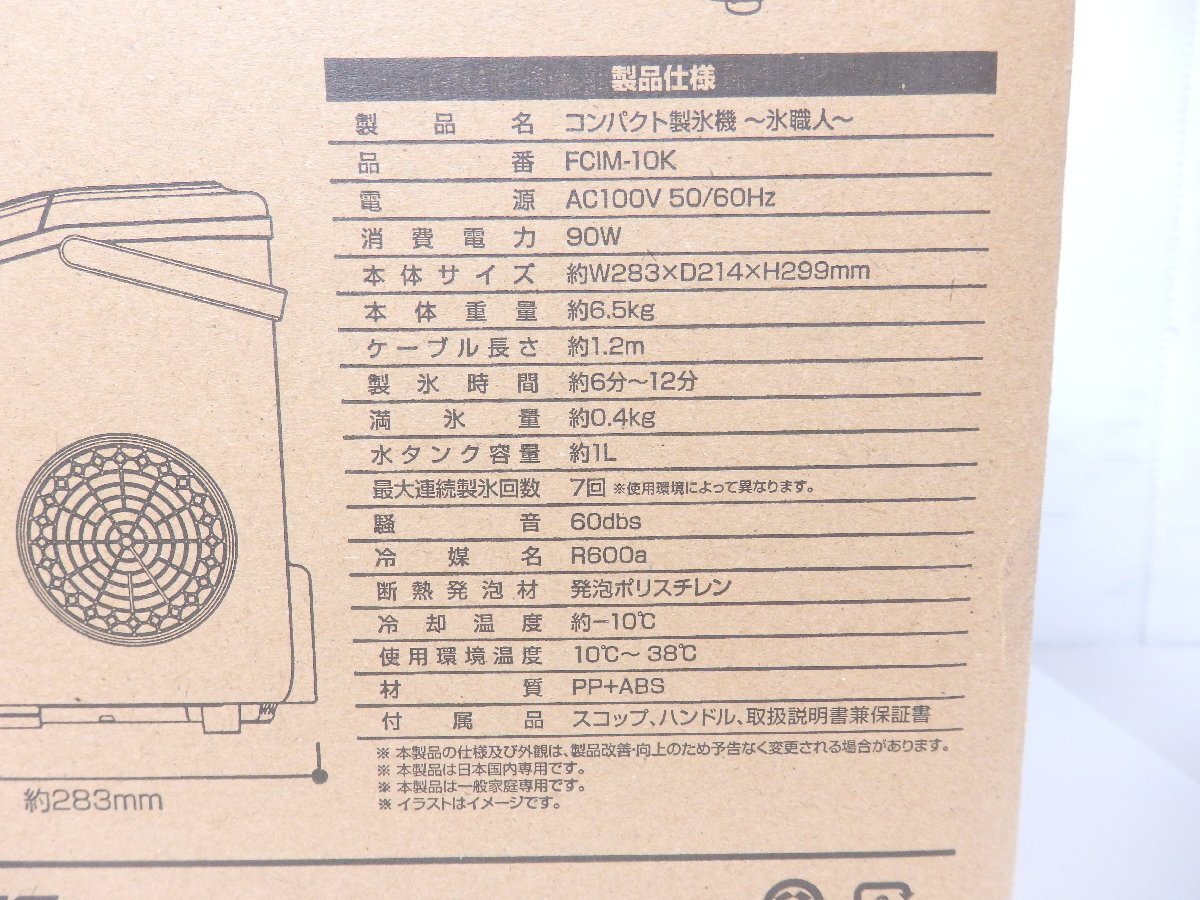 製品仕様
製品名 コンパクト製氷機 ～氷職人～
品番 FCIM-10K
電源 AC100V 50/60Hz
消費電力 90W
本体サイズ 約W283×D214×H299mm
本体重量 約6.5kg
ケーブル長さ 約1.2m
製氷時間 約6分～12分
満氷量 約0.4kg
水タンク容量 約1L
最大連続製氷回数 7回 ※使用環境によって異なります。
騒音 60dbs
冷媒名 R600a
断熱発泡材 発泡ポリスチレン
冷却温度 約－10℃
使用環境温度 10℃～38℃
材質 PP+ABS
付属品 スコップ、ハンドル、取扱説明書兼保証書
※ 本製品の仕様及び外観は、製品改善・向上のため予告なく変更される場合があります。
※ 本製品は日本国内専用です。
※ 本製品は一般家庭専用です。
※ イラストはイメージです。
約283mm